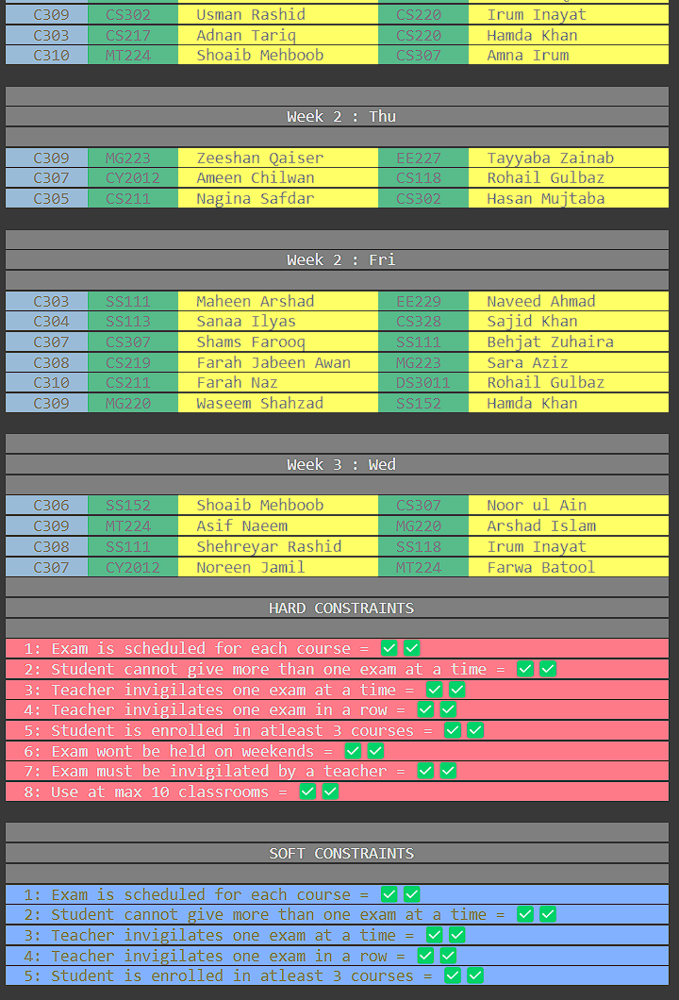 C309 CS302 Usman Rashid CS220 Irum Inayat
C303 CS217 Adnan Tariq CS220 Hamda Khan
C310 MT224 Shoaib Mehboob CS307 Amna Irum
Week 2 : Thu
C309 MG223 Zeeshan Qaiser EE227 Tayyaba Zainab
C307 CY2012 Ameen Chilwan CS118 Rohail Gulbaz
C305 CS211 Nagina Safdar CS302 Hasan Mujtaba
Week 2 : Fri
C303 SS111 Maheen Arshad EE229 Naveed Ahmad
C304 SS113 Sanaa Ilyas CS328 Sajid Khan
C307 CS307 Shams Farooq SS111 Behjat Zuhaira
C308 CS219 Farah Jabeen Awan MG223 Sara Aziz
C310 CS211 Farah Naz DS3011 Rohail Gulbaz
C309 MG220 Waseem Shahzad SS152 Hamda Khan
Week 3 : Wed
C306 SS152 Shoaib Mehboob CS307 Noor ul Ain
C309 MT224 Asif Naeem MG220 Arshad Islam
C308 SS111 Shehreyar Rashid SS118 Irum Inayat
C307 CY2012 Noreen Jamil MT224 Farwa Batool
HARD CONSTRAINTS
1: Exam is scheduled for each course = ✅ ✅
2: Student cannot give more than one exam at a time = ✅ ✅
3: Teacher invigilates one exam at a time = ✅ ✅
4: Teacher invigilates one exam in a row = ✅ ✅
5: Student is enrolled in atleast 3 courses = ✅ ✅
6: Exam wont be held on weekends = ✅ ✅
7: Exam must be invigilated by a teacher = ✅ ✅
8: Use at max 10 classrooms = ✅ ✅
SOFT CONSTRAINTS
1: Exam is scheduled for each course = ✅ ✅
2: Student cannot give more than one exam at a time = ✅ ✅
3: Teacher invigilates one exam at a time = ✅ ✅
4: Teacher invigilates one exam in a row = ✅ ✅
5: Student is enrolled in atleast 3 courses = ✅ ✅